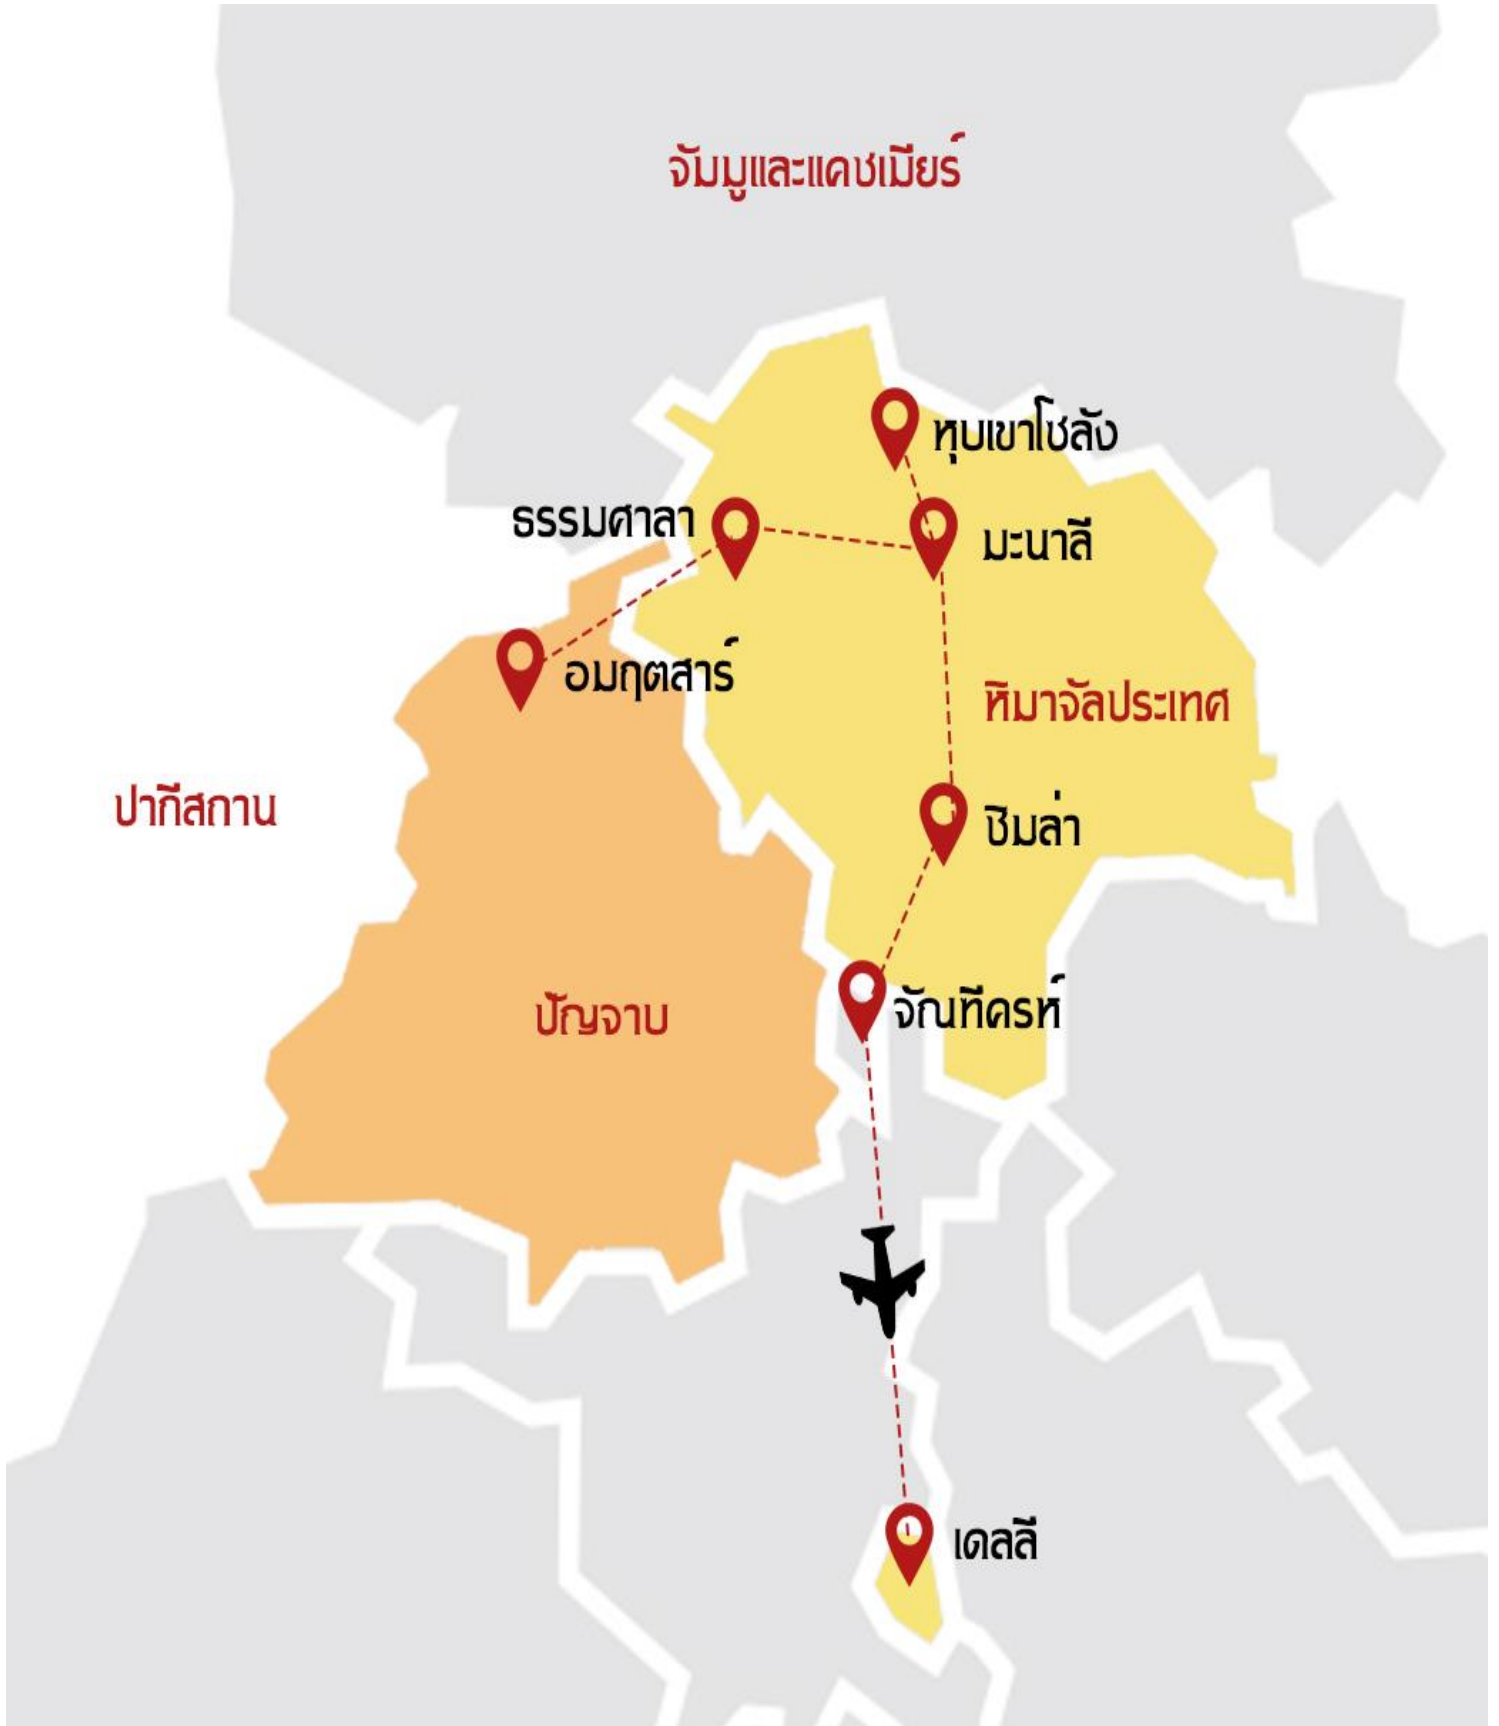 จัมมูและแคชเมียร์
หุบเขาโซลัง
ธรรมศาลา
มะนาลี
อมฤตสาร์
หิมาจัลประเทศ
ปากีสถาน
ชิมล่า
ปัญจาบ
จัณฑีครห์
เดลลี